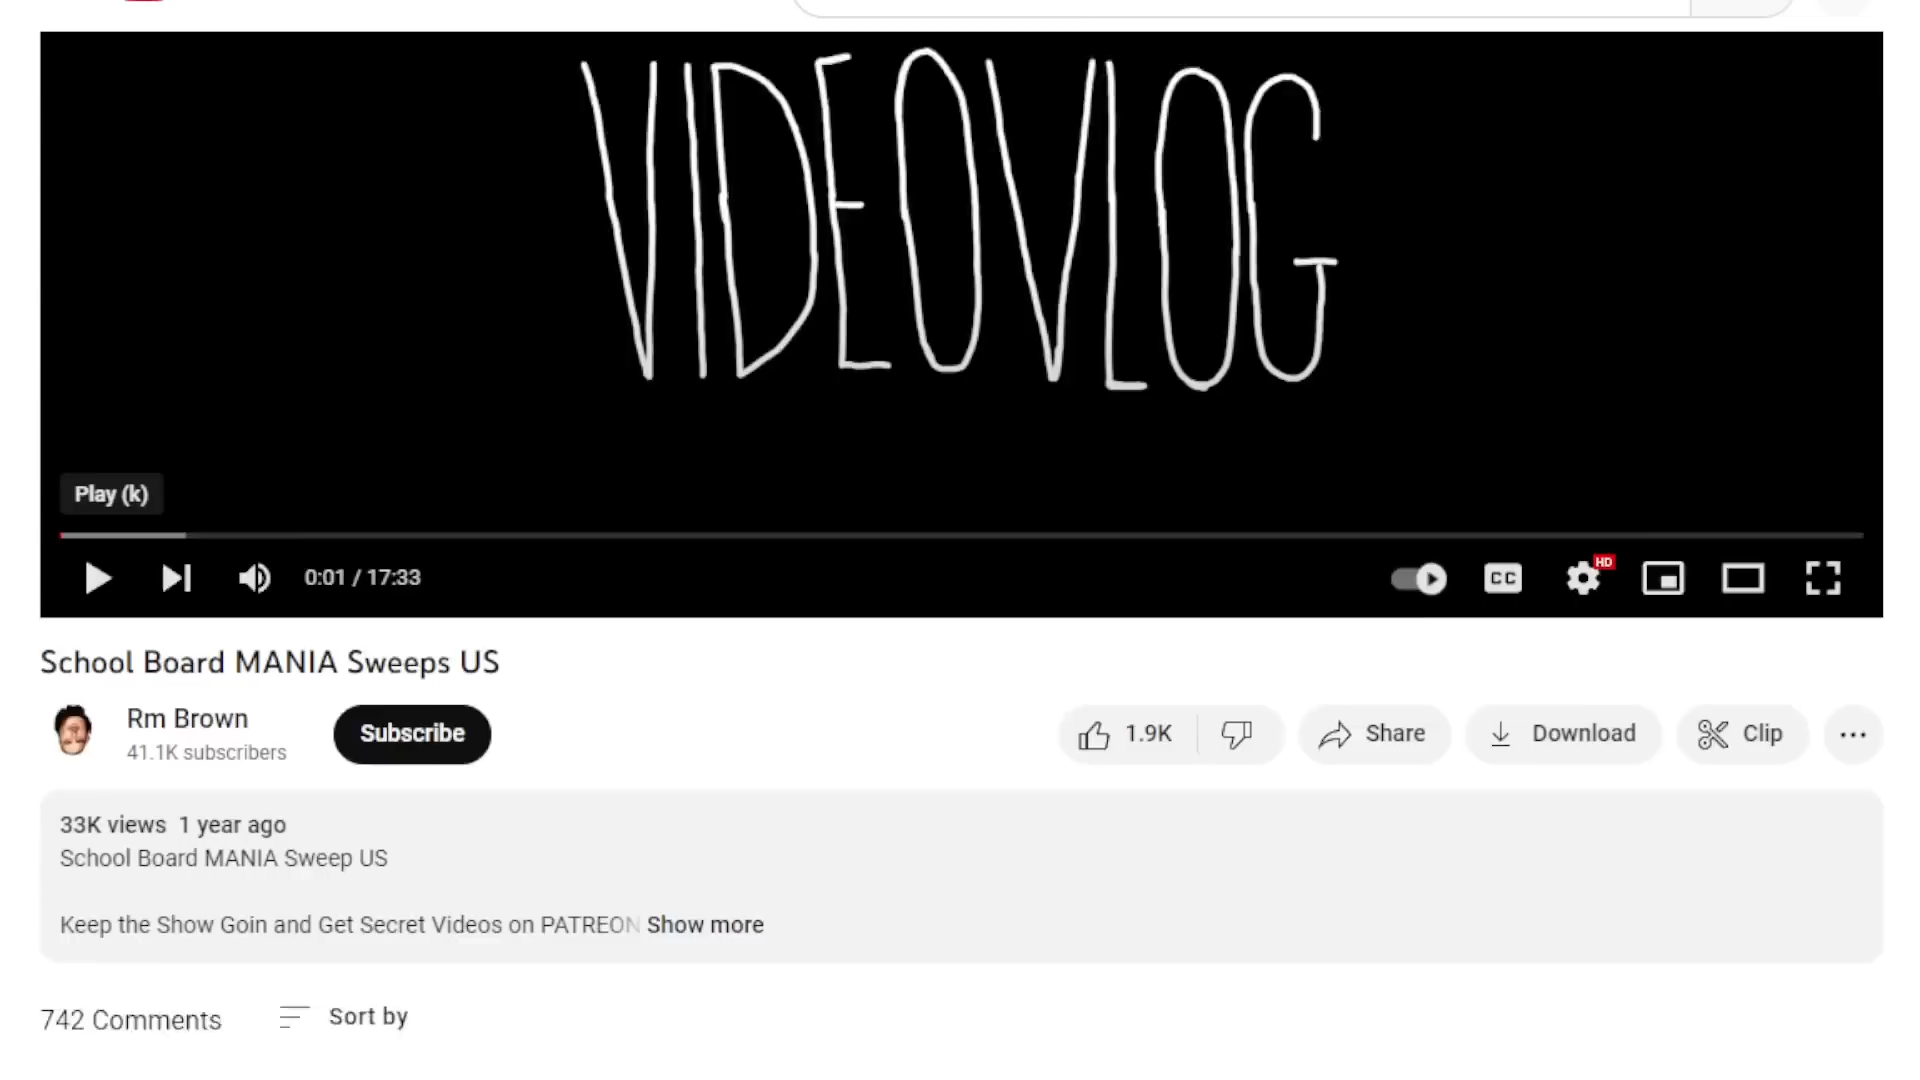 VIDEOVLOG
Play (k)
0:01 / 17:33
CC
HD
School Board MANIA Sweeps US
Rm Brown
41.1K subscribers
Subscribe
1.9K
Share
Download
Clip
33K views 1 year ago
School Board MANIA Sweep US
Keep the Show Goin and Get Secret Videos on PATREON Show more
742 Comments
Sort by